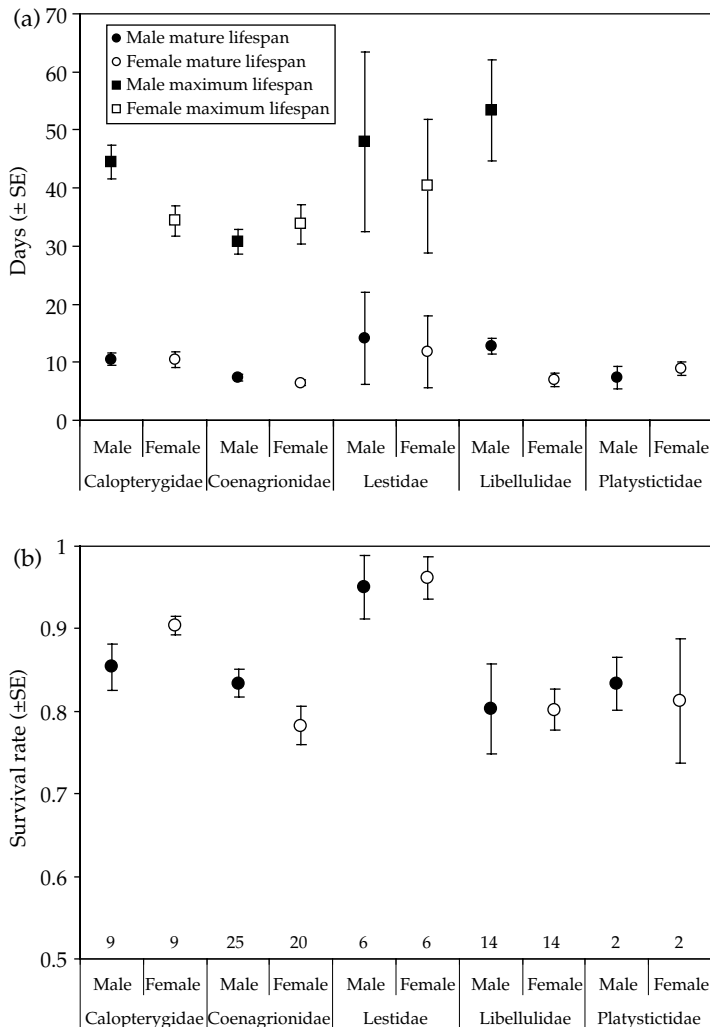 (a)
70
60
50
40
30
20
10
0
Days (± SE)
Male mature lifespan
Female mature lifespan
Male maximum lifespan
Female maximum lifespan
Male Female Male Female Male Female Male Female Male Female
Calopterygidae Coenagrionidae Lestidae Libellulidae Platystictidae
(b)
1
0.9
0.8
0.7
0.6
0.5
Survival rate (±SE)
9 9 25 20 6 6 14 14 2 2
Male Female Male Female Male Female Male Female Male Female
Calopterygidae Coenagrionidae Lestidae Libellulidae Platystictidae